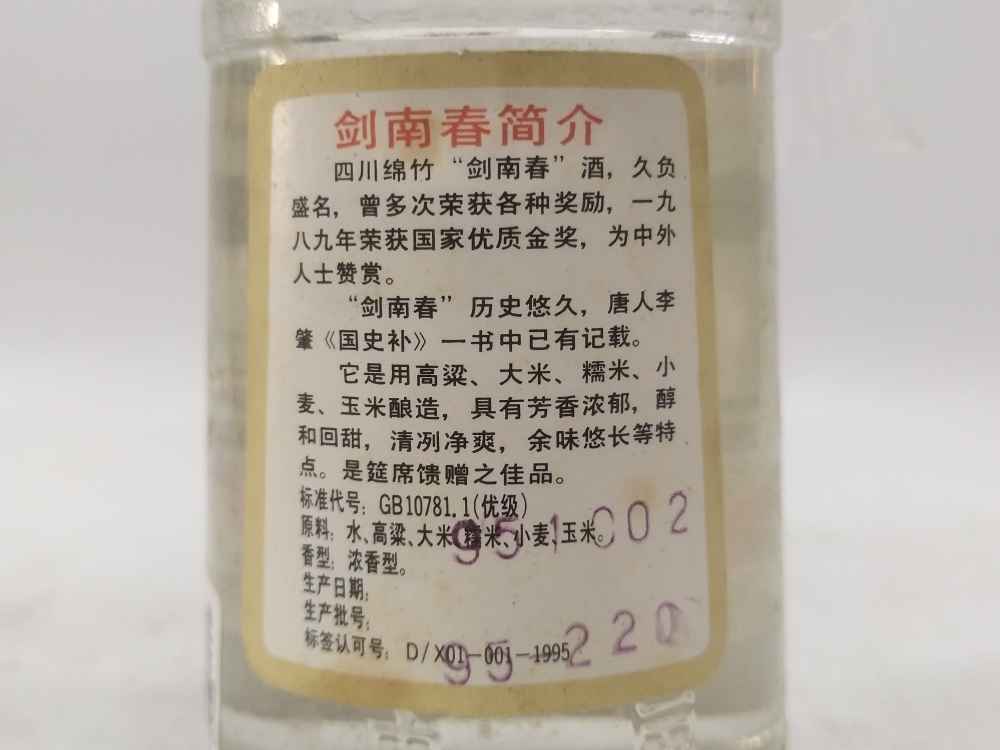 剑南春简介
四川绵竹“剑南春”酒，久负
盛名，曾多次荣获各种奖励，一九
八九年荣获国家优质金奖，为中外
人士赞赏。
“剑南春”历史悠久，唐人李
肇《国史补》一书中已有记载。
它是用高粱、大米、糯米、小
麦、玉米酿造，具有芳香浓郁，醇
和回甜，清冽净爽，余味悠长等特
点。是筵席馈赠之佳品。
标准代号：GB10781.1(优级)
原料：水、高粱、大米、糯米、小麦、玉米。
951002
香型：浓香型。
生产日期：
生产批号：
标签认可号：D/X01-001-1995
95 220